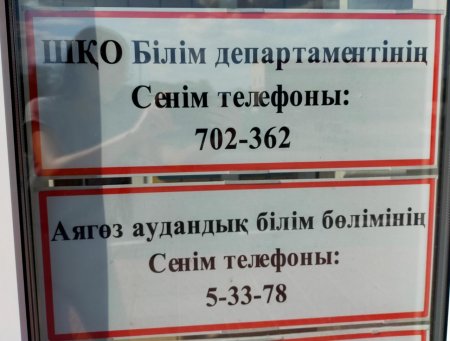 ШҚО Білім департаментінің
Сенім телефоны:
702-362
Аягөз аудандық білім бөлімінің
Сенім телефоны:
5-33-78